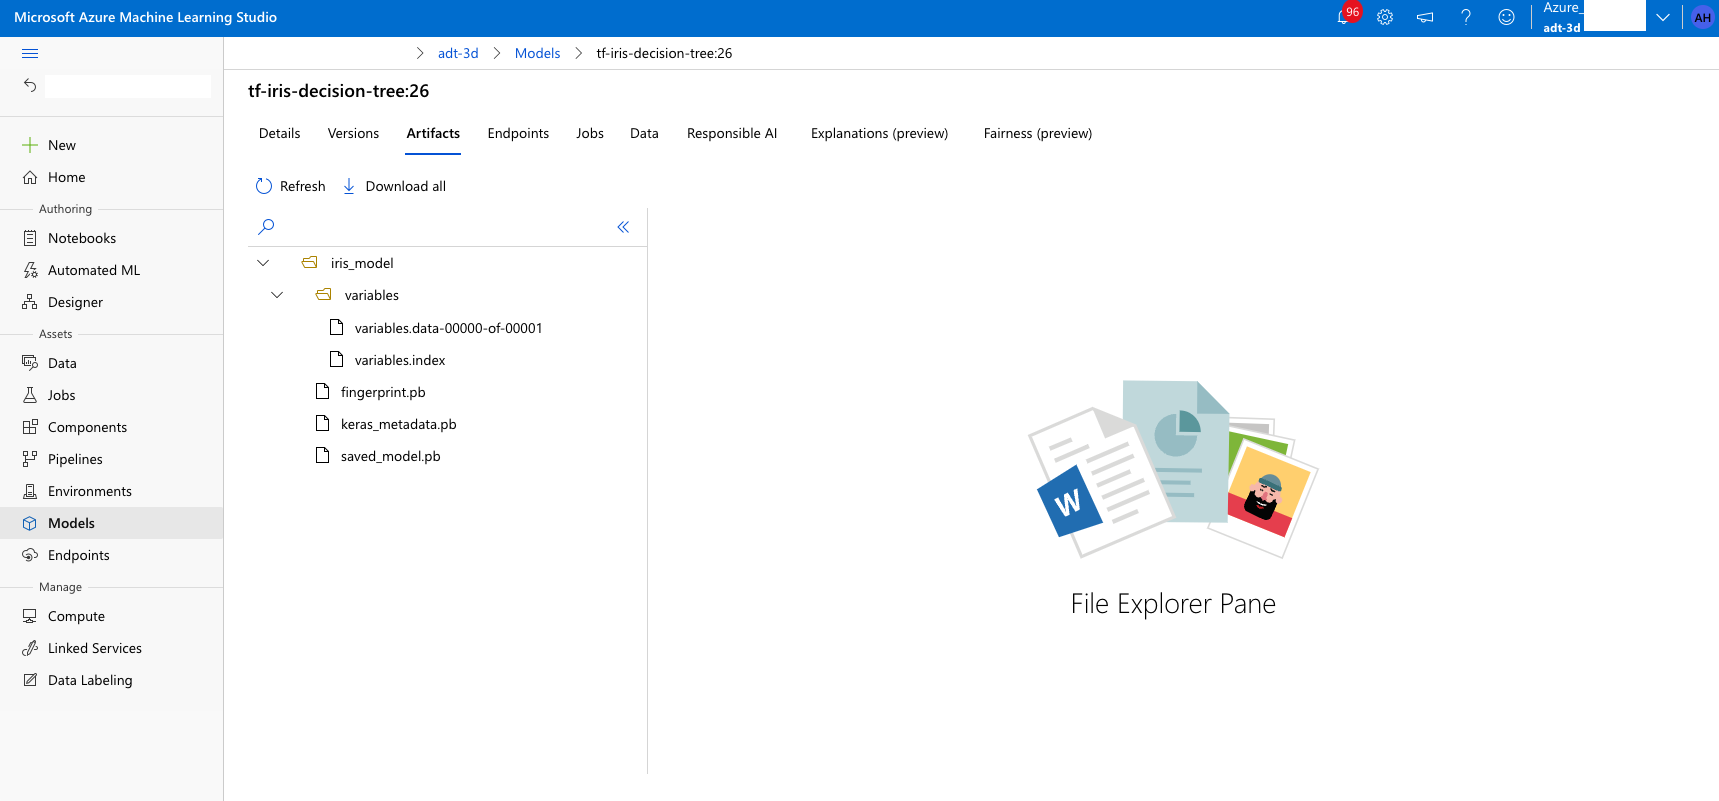 Microsoft Azure Machine Learning Studio
96
Azure_
adt-3d
AH
adt-3d
Models
tf-iris-decision-tree:26
tf-iris-decision-tree:26
Details Versions Artifacts Endpoints Jobs Data Responsible AI Explanations (preview) Fairness (preview)
Refresh Download all
New
Home
Authoring
Notebooks
Automated ML
Designer
Assets
Data
Jobs
Components
Pipelines
Environments
Models
Endpoints
Manage
Compute
Linked Services
Data Labeling
iris_model
variables
variables.data-00000-of-00001
variables.index
fingerprint.pb
keras_metadata.pb
saved_model.pb
W
File Explorer Pane